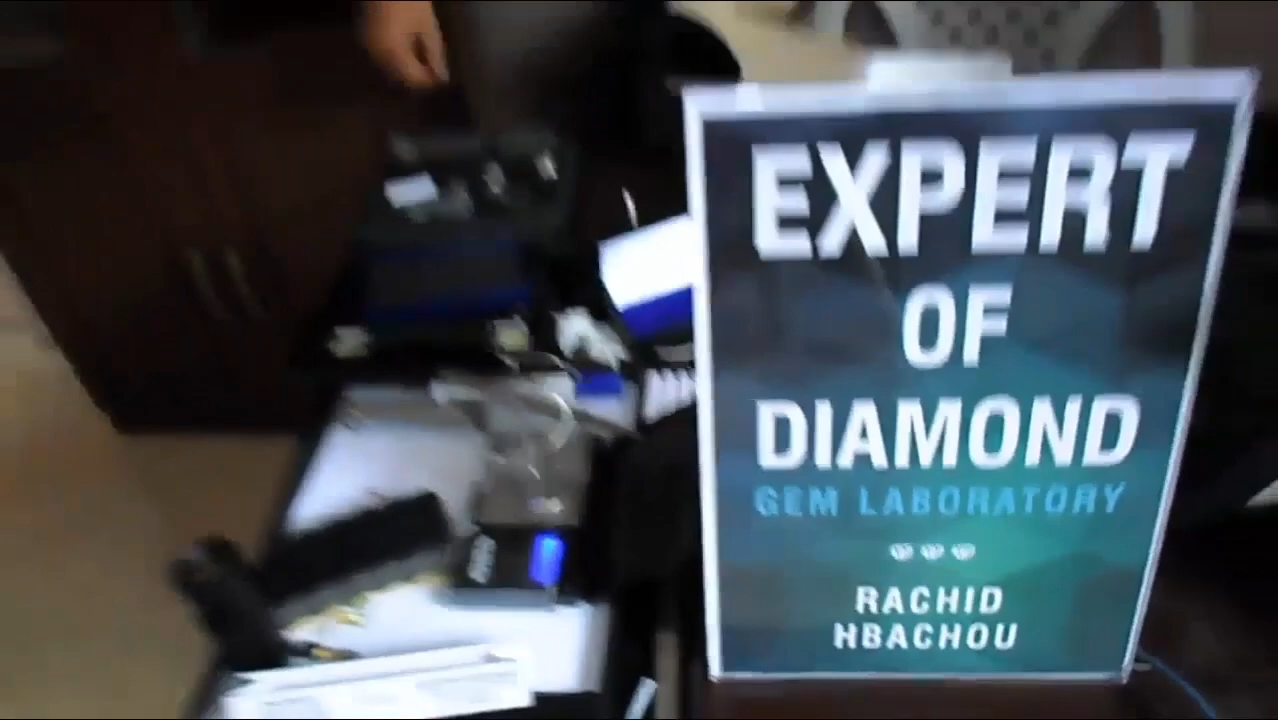 EXPERT
OF
DIAMOND
GEM LABORATORY
RACHID
HBACHOU